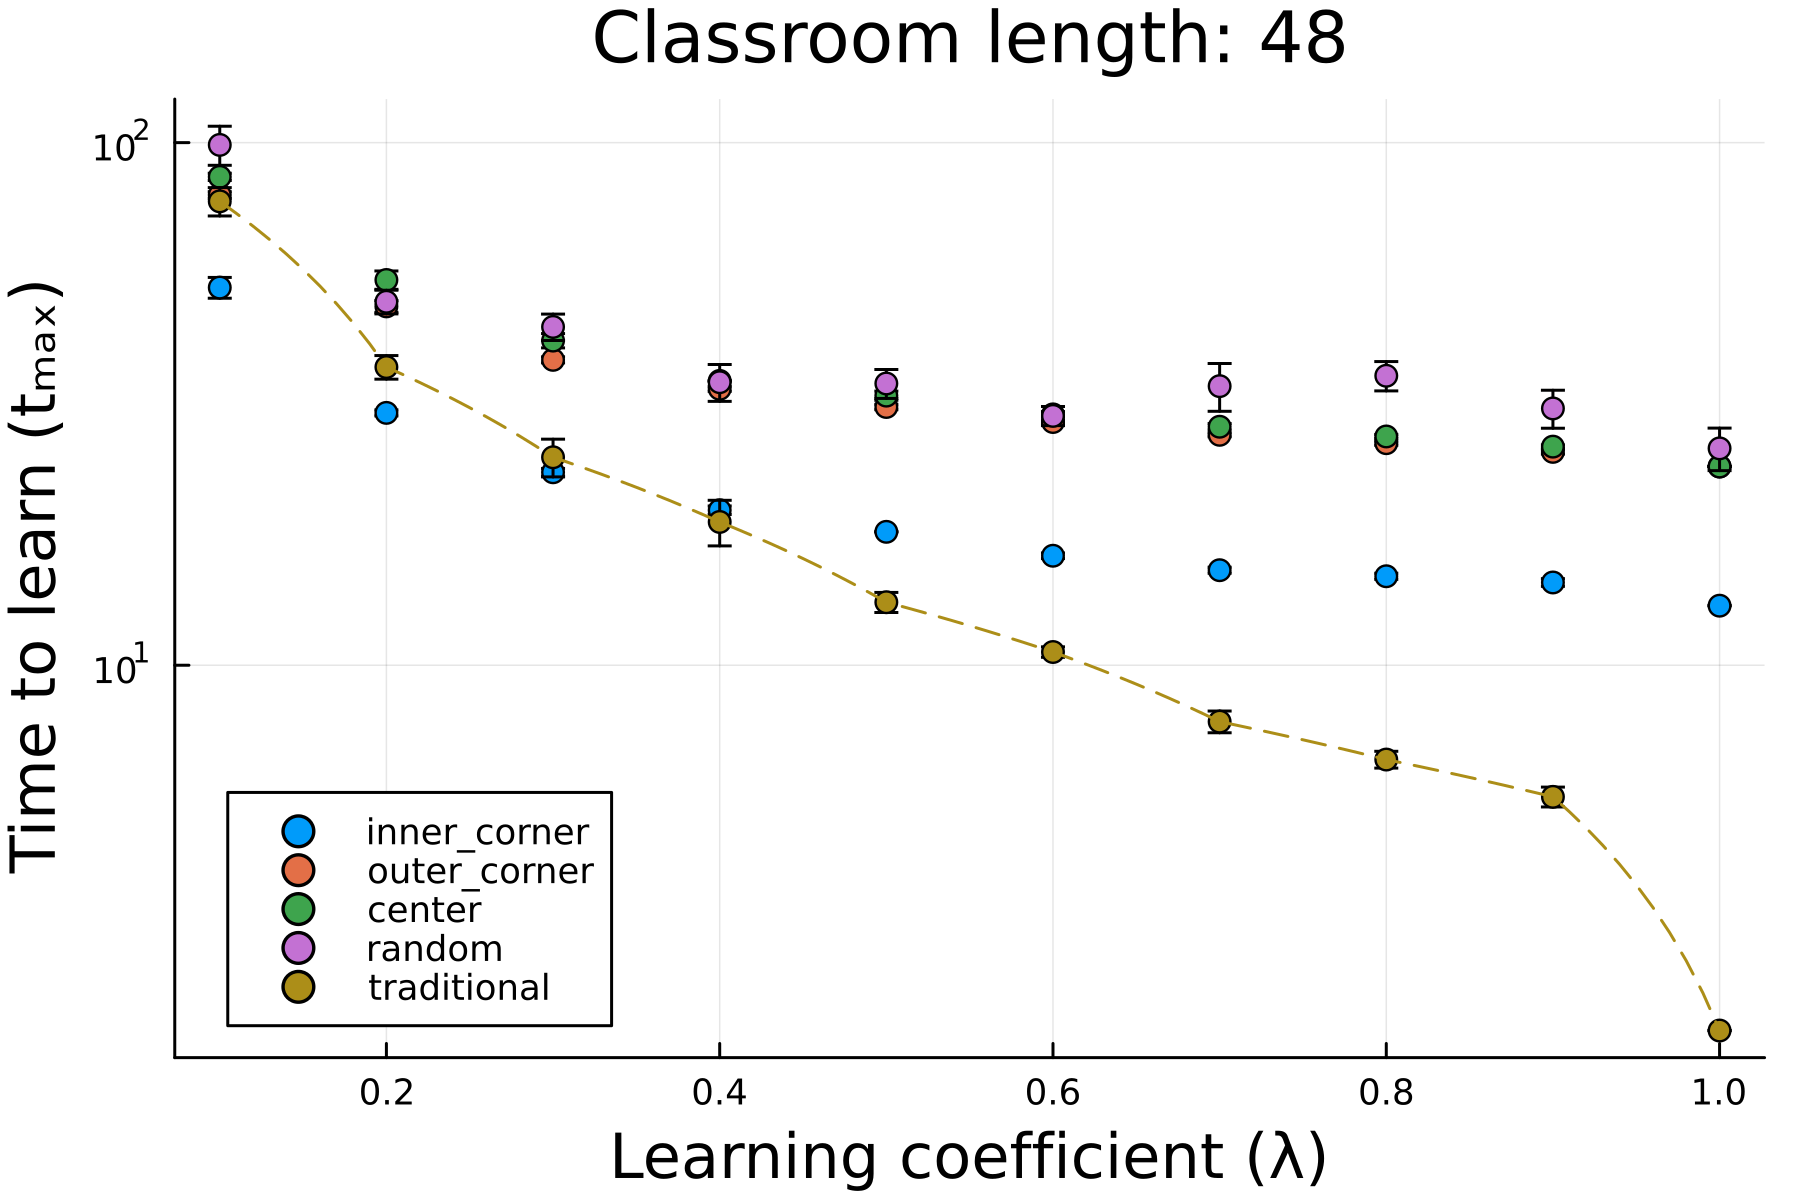 Classroom length: 48
Time to learn (tₘₐₓ)
10²
10¹
inner_corner
outer_corner
center
random
traditional
0.2 0.4 0.6 0.8 1.0
Learning coefficient (λ)